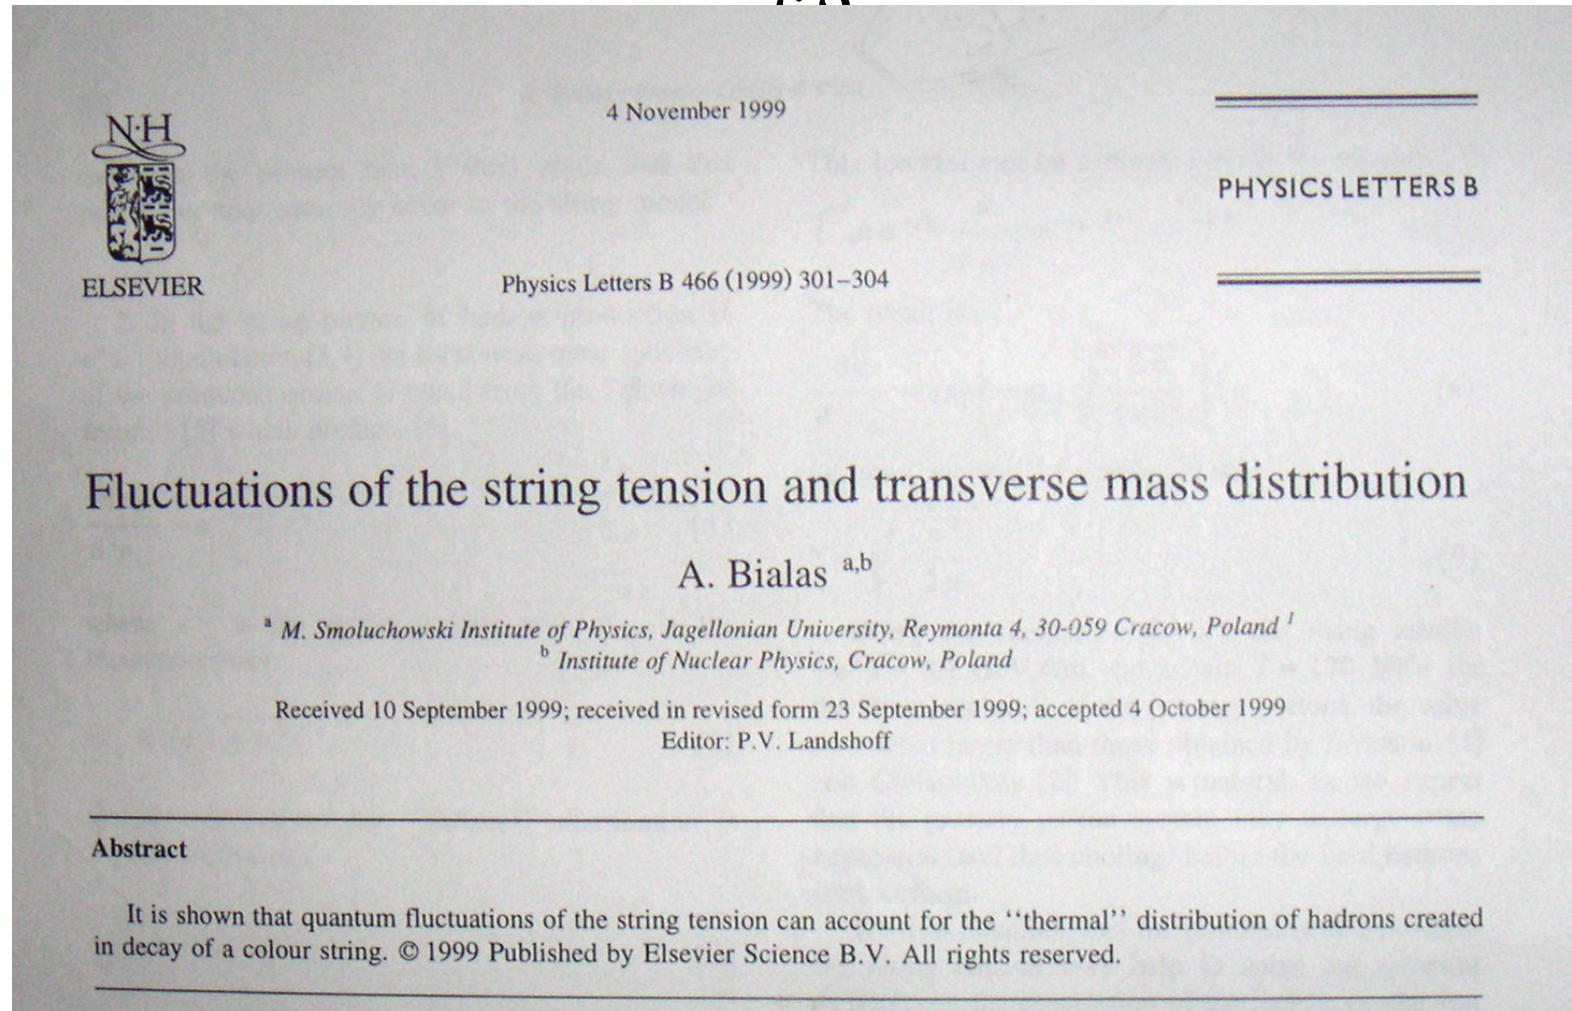 4 November 1999
N·H
PHYSICS LETTERS B
ELSEVIER
Physics Letters B 466 (1999) 301–304
Fluctuations of the string tension and transverse mass distribution
A. Bialas a,b
a M. Smoluchowski Institute of Physics, Jagellonian University, Reymonta 4, 30-059 Cracow, Poland 1
b Institute of Nuclear Physics, Cracow, Poland
Received 10 September 1999; received in revised form 23 September 1999; accepted 4 October 1999
Editor: P.V. Landshoff
Abstract
It is shown that quantum fluctuations of the string tension can account for the ‘‘thermal’’ distribution of hadrons created
in decay of a colour string. © 1999 Published by Elsevier Science B.V. All rights reserved.